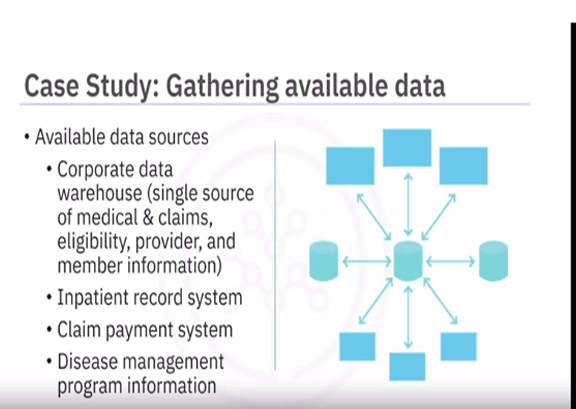 Case Study: Gathering available data
• Available data sources
• Corporate data
warehouse (single source
of medical & claims,
eligibility, provider, and
member information)
• Inpatient record system
• Claim payment system
• Disease management
program information